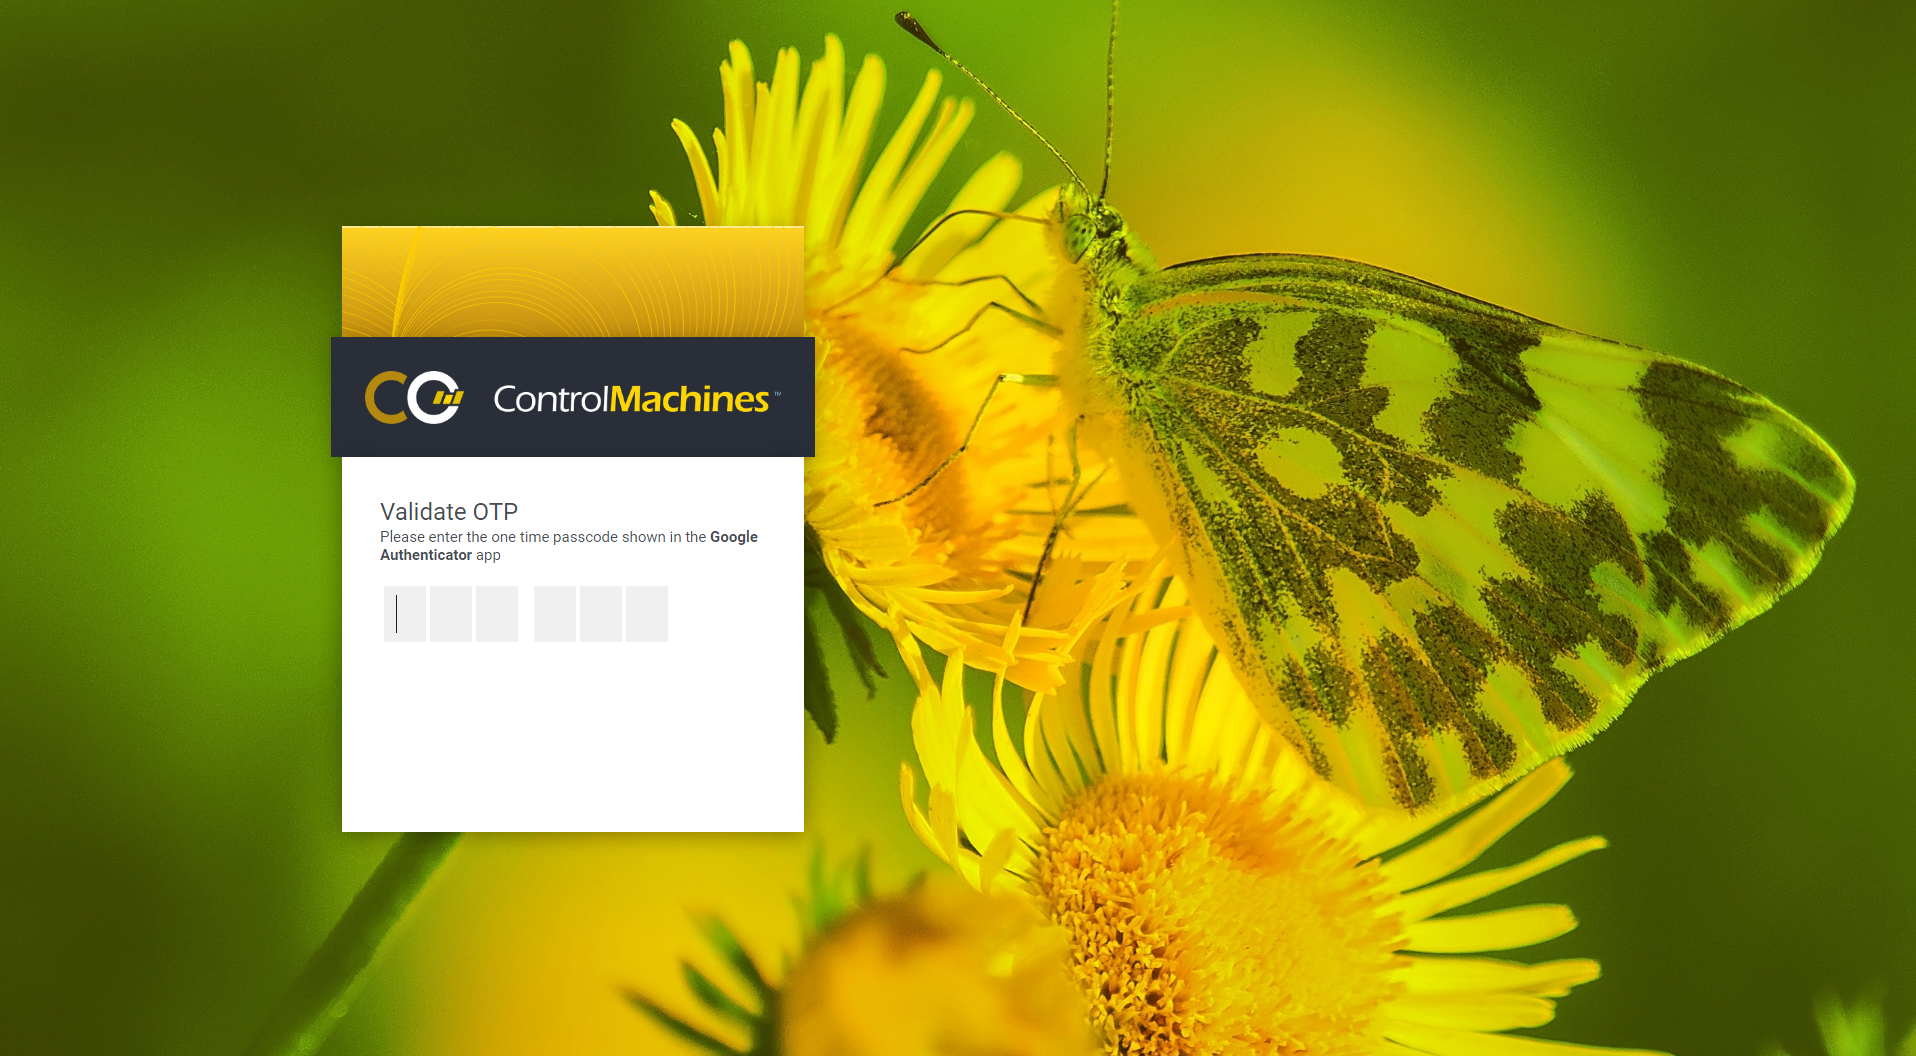 ControlMachines™
Validate OTP
Please enter the one time passcode shown in the Google
Authenticator app